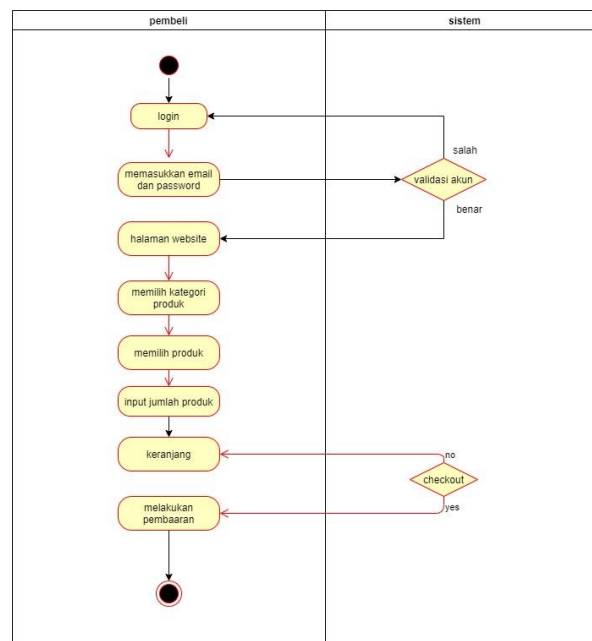 pembeli
sistem
login
salah
memasukkan email
dan password
validasi akun
benar
halaman website
memilih kategori
produk
memilih produk
input jumlah produk
keranjang
no
checkout
yes
melakukan
pembaaran